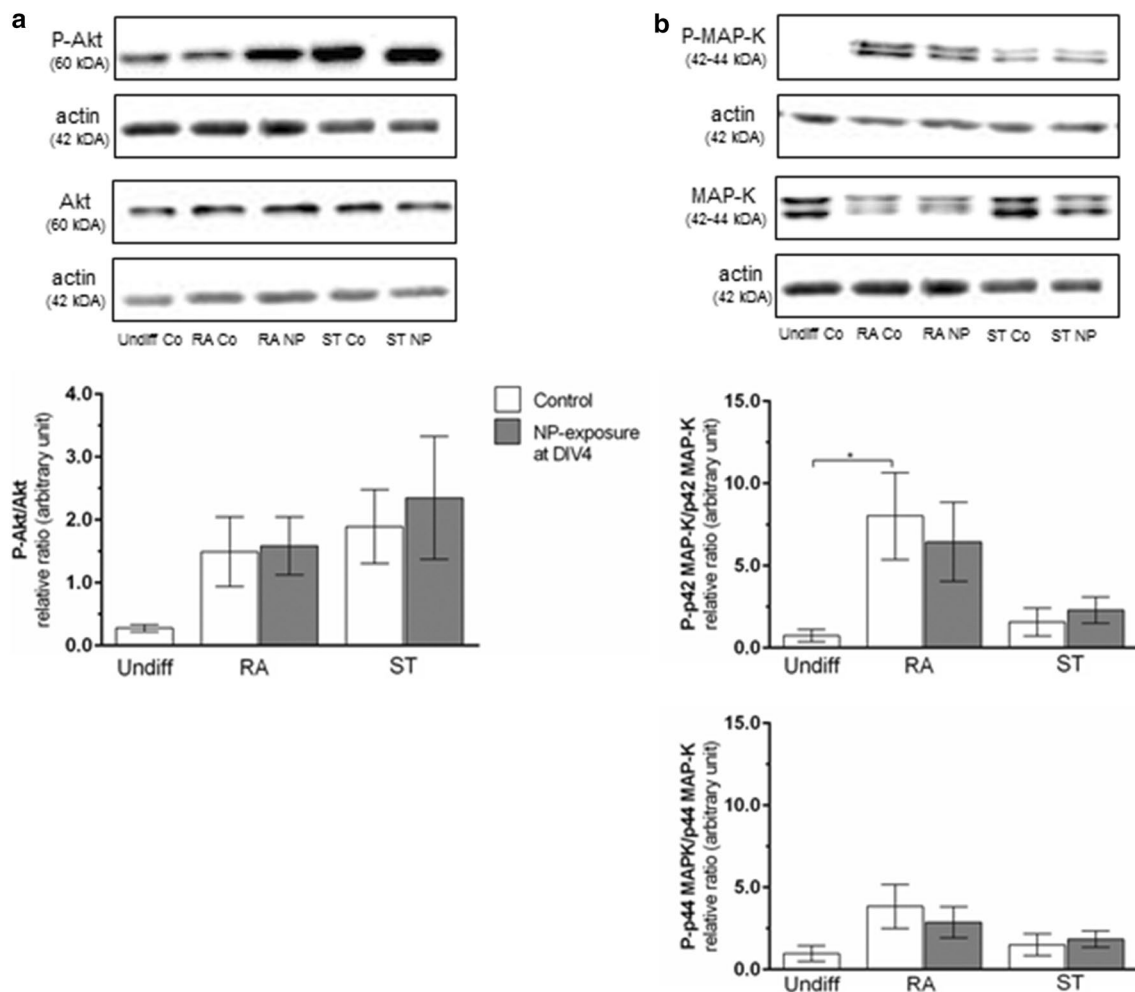 a
P-Akt
(60 kDA)
actin
(42 kDA)
Akt
(60 kDA)
actin
(42 kDA)
Undiff Co RA Co RA NP ST Co ST NP
4.0
3.0
2.0
1.0
0.0
P-Akt/Akt
relative ratio (arbitrary unit)
Undiff RA ST
Control
NP-exposure
at DIV4
b
P-MAP-K
(42-44 kDA)
actin
(42 kDA)
MAP-K
(42-44 kDA)
actin
(42 kDA)
Undiff Co RA Co RA NP ST Co ST NP
15.0
10.0
5.0
0.0
P-p42 MAP-K/p42 MAP-K
relative ratio (arbitrary unit)
*
Undiff RA ST
15.0
10.0
5.0
0.0
P-p44 MAPK/p44 MAP-K
relative ratio (arbitrary unit)
Undiff RA ST